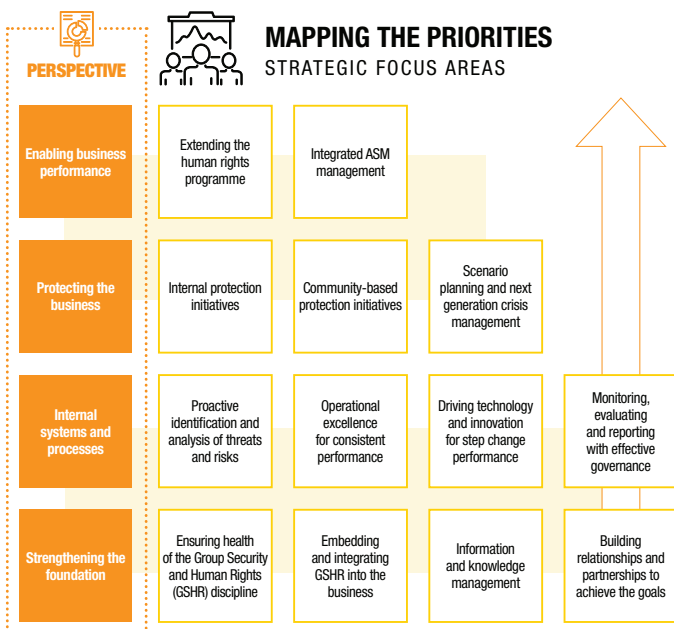 MAPPING THE PRIORITIES
STRATEGIC FOCUS AREAS
PERSPECTIVE
Enabling business
performance
Extending the
human rights
programme
Integrated ASM
management
Protecting the
business
Internal protection
initiatives
Community-based
protection initiatives
Scenario
planning and next
generation crisis
management
Internal
systems and
processes
Proactive
identification and
analysis of threats
and risks
Operational
excellence
for consistent
performance
Driving technology
and innovation
for step change
performance
Monitoring,
evaluating
and reporting
with effective
governance
Strengthening the
foundation
Ensuring health
of the Group Security
and Human Rights
(GSHR) discipline
Embedding
and integrating
GSHR into the
business
Information
and knowledge
management
Building
relationships and
partnerships to
achieve the goals